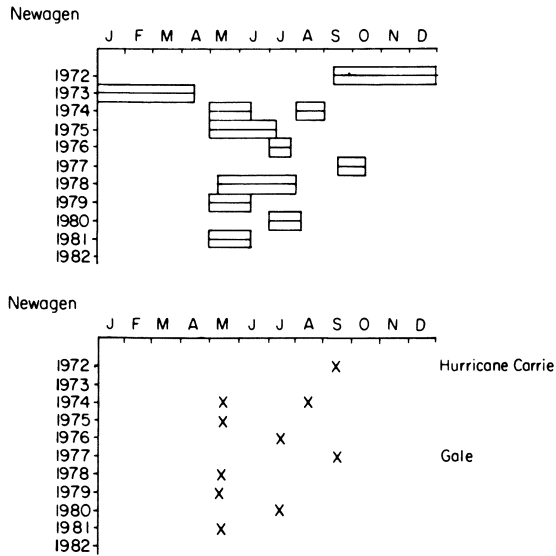 Newagen
J F M A M J J A S O N D
1972
1973
1974
1975
1976
1977
1978
1979
1980
1981
1982
Newagen
J F M A M J J A S O N D
1972 X Hurricane Carrie
1973
1974 X X
1975 X
1976 X
1977 X Gale
1978 X
1979 X
1980 X
1981 X
1982